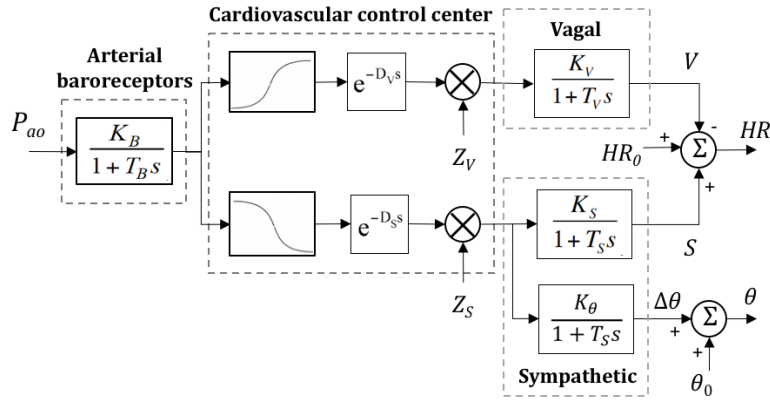 Cardiovascular control center
Arterial
baroreceptors
Vagal
P_ao
K_B
1 + T_B s
e^{-D_V s}
Z_V
K_V
1 + T_V s
V
-
+
HR_0
Σ
HR
+
e^{-D_S s}
Z_S
K_S
1 + T_S s
S
K_θ
1 + T_S s
Δθ
+
Σ
θ
+
θ_0
Sympathetic